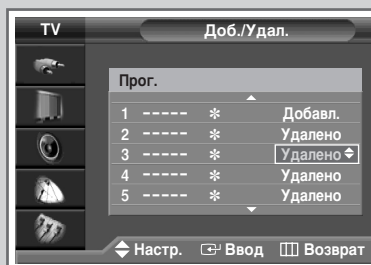 TV Доб./Удал.
Прог.
1 ----- ✻ Добавл.
2 ----- ✻ Удалено
3 ----- ✻ Удалено
4 ----- ✻ Удалено
5 ----- ✻ Удалено
Настр. Ввод Возврат